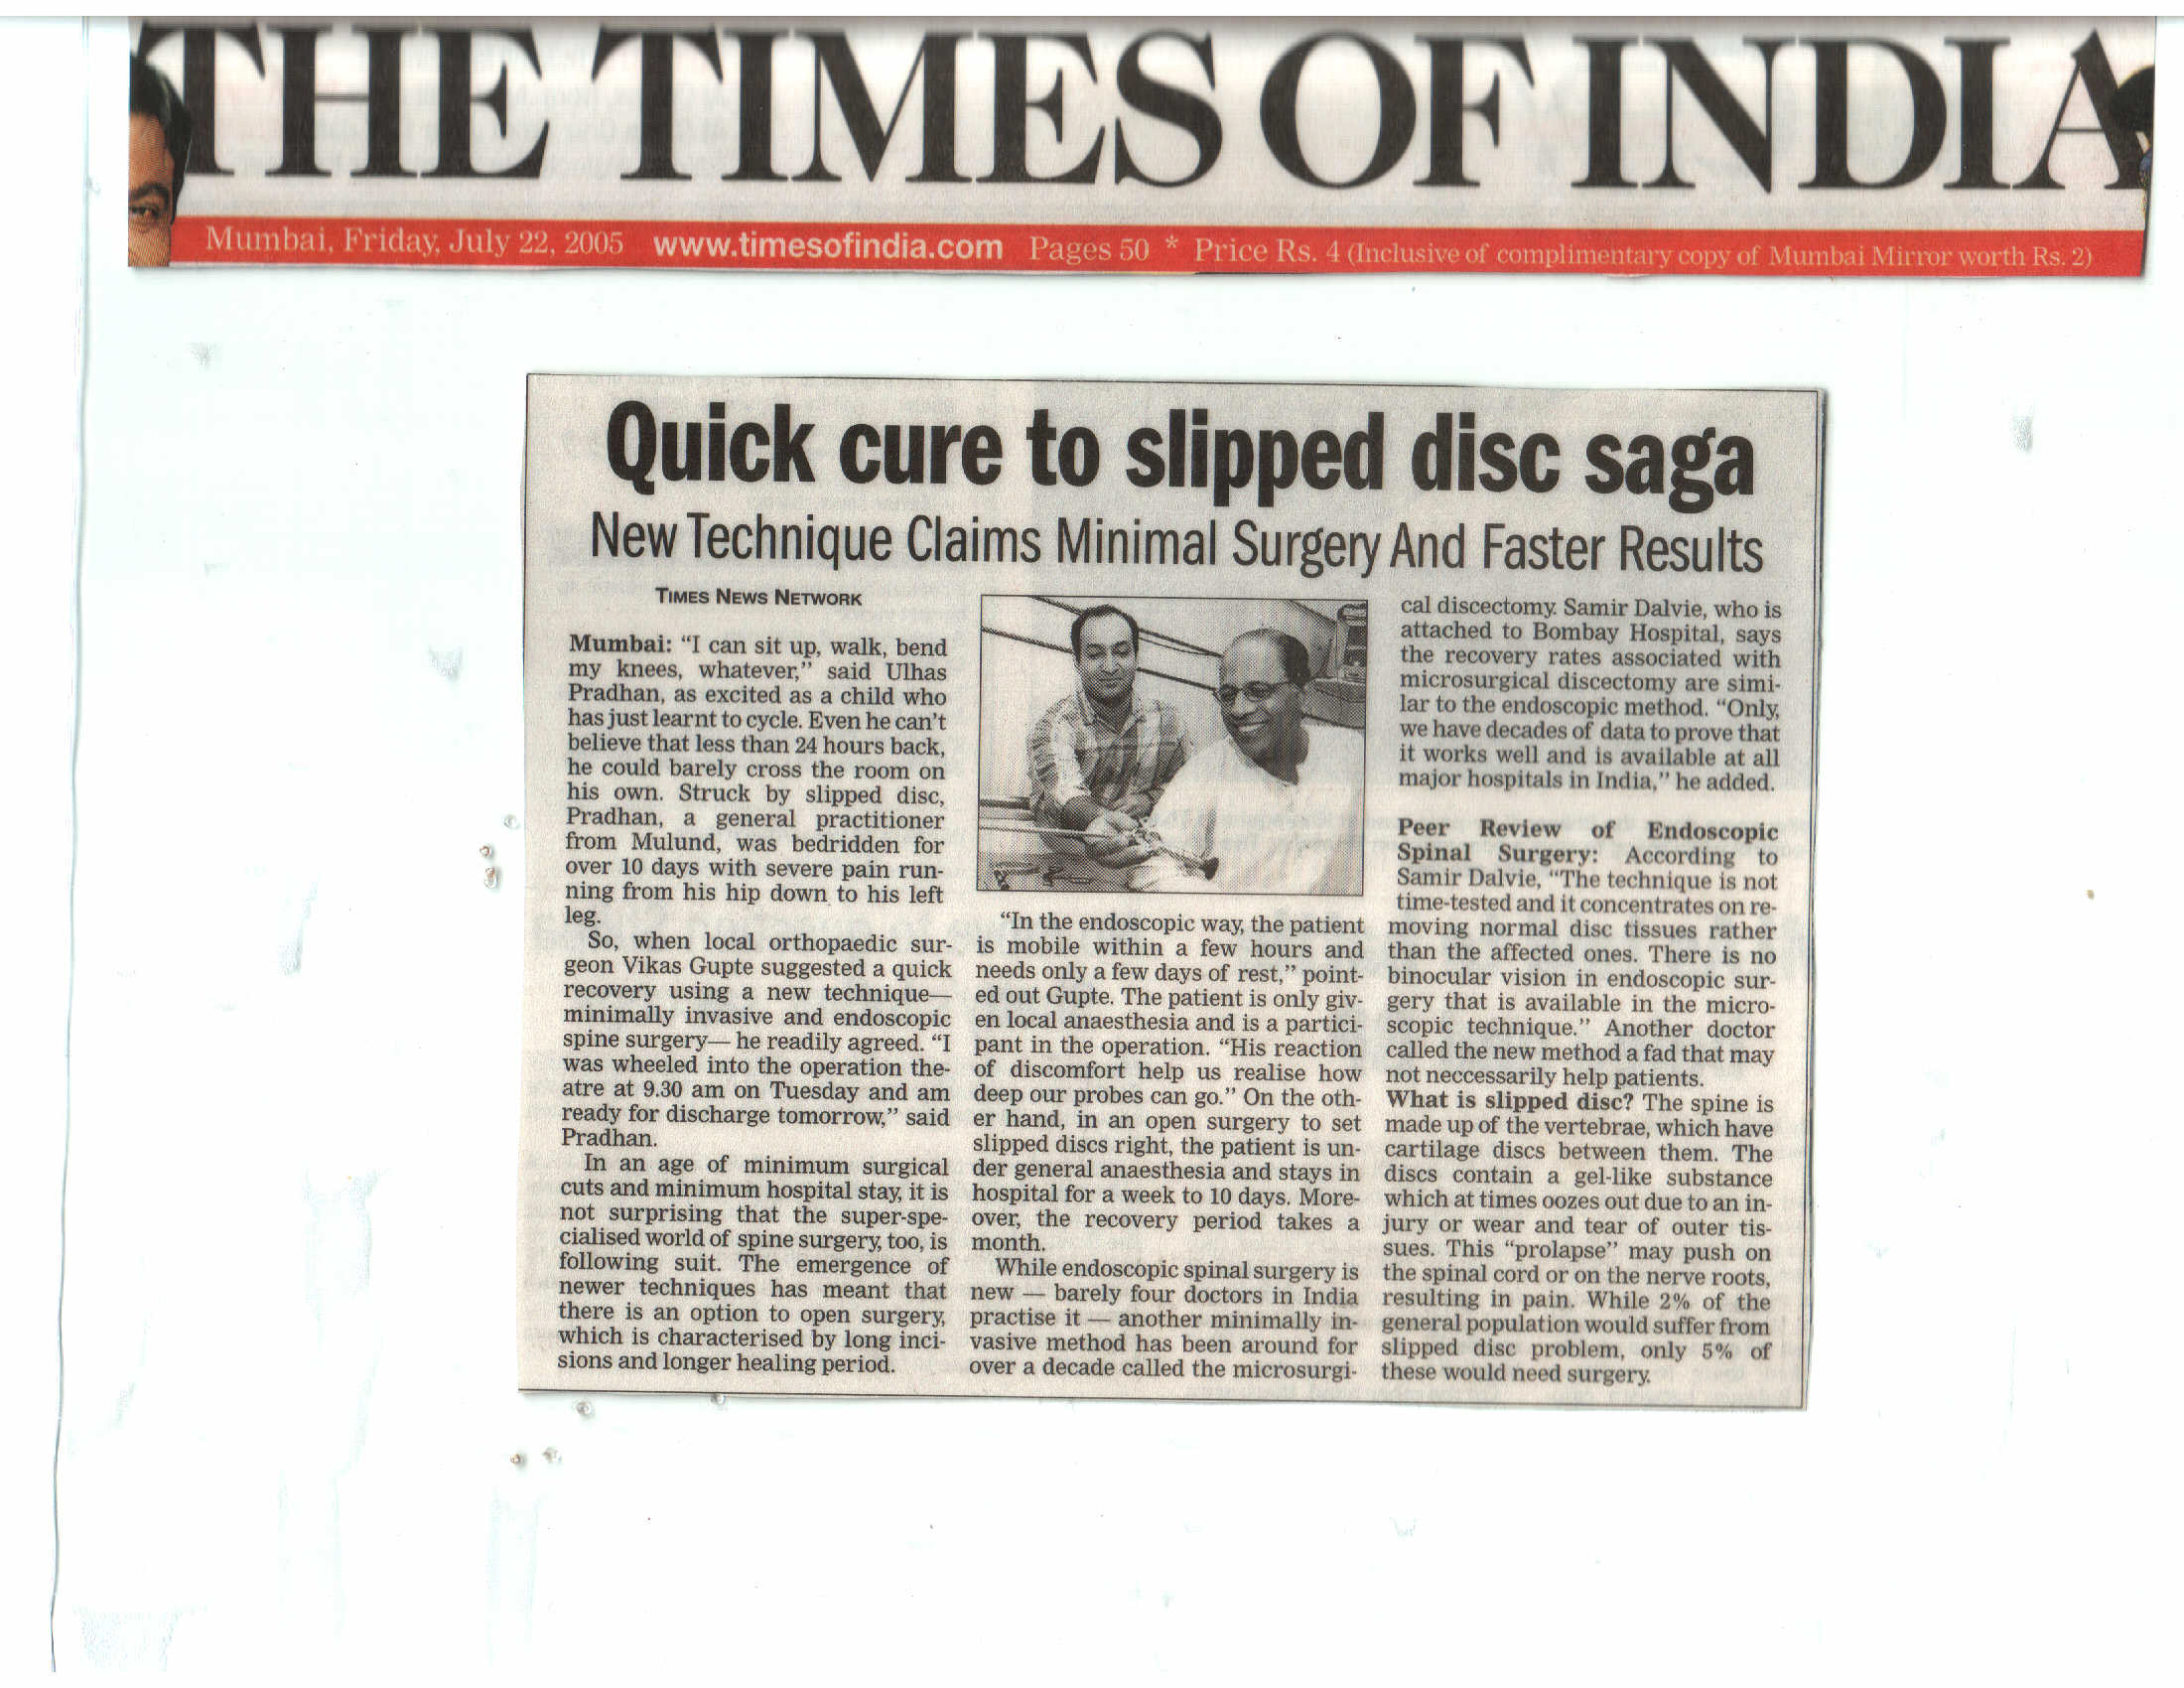 THE TIMES OF INDIA
Mumbai, Friday, July 22, 2005 www.timesofindia.com Pages 50 * Price Rs. 4 (Inclusive of complimentary copy of Mumbai Mirror worth Rs. 2)
Quick cure to slipped disc saga
New Technique Claims Minimal Surgery And Faster Results
TIMES NEWS NETWORK
Mumbai: “I can sit up, walk, bend
my knees, whatever,” said Ulhas
Pradhan, as excited as a child who
has just learnt to cycle. Even he can’t
believe that less than 24 hours back,
he could barely cross the room on
his own. Struck by slipped disc,
Pradhan, a general practitioner
from Mulund, was bedridden for
over 10 days with severe pain run-
ning from his hip down to his left
leg.
So, when local orthopaedic sur-
geon Vikas Gupte suggested a quick
recovery using a new technique—
minimally invasive and endoscopic
spine surgery— he readily agreed. “I
was wheeled into the operation the-
atre at 9.30 am on Tuesday and am
ready for discharge tomorrow,” said
Pradhan.
In an age of minimum surgical
cuts and minimum hospital stay, it is
not surprising that the super-spe-
cialised world of spine surgery, too, is
following suit. The emergence of
newer techniques has meant that
there is an option to open surgery,
which is characterised by long inci-
sions and longer healing period.
“In the endoscopic way, the patient
is mobile within a few hours and
needs only a few days of rest,” point-
ed out Gupte. The patient is only giv-
en local anaesthesia and is a partici-
pant in the operation. “His reaction
of discomfort help us realise how
deep our probes can go.” On the oth-
er hand, in an open surgery to set
slipped discs right, the patient is un-
der general anaesthesia and stays in
hospital for a week to 10 days. More-
over, the recovery period takes a
month.
While endoscopic spinal surgery is
new — barely four doctors in India
practise it — another minimally in-
vasive method has been around for
over a decade called the microsurgi-
cal discectomy. Samir Dalvie, who is
attached to Bombay Hospital, says
the recovery rates associated with
microsurgical discectomy are simi-
lar to the endoscopic method. “Only,
we have decades of data to prove that
it works well and is available at all
major hospitals in India,” he added.
Peer Review of Endoscopic
Spinal Surgery: According to
Samir Dalvie, “The technique is not
time-tested and it concentrates on re-
moving normal disc tissues rather
than the affected ones. There is no
binocular vision in endoscopic sur-
gery that is available in the micro-
scopic technique.” Another doctor
called the new method a fad that may
not neccessarily help patients.
What is slipped disc? The spine is
made up of the vertebrae, which have
cartilage discs between them. The
discs contain a gel-like substance
which at times oozes out due to an in-
jury or wear and tear of outer tis-
sues. This “prolapse” may push on
the spinal cord or on the nerve roots,
resulting in pain. While 2% of the
general population would suffer from
slipped disc problem, only 5% of
these would need surgery.